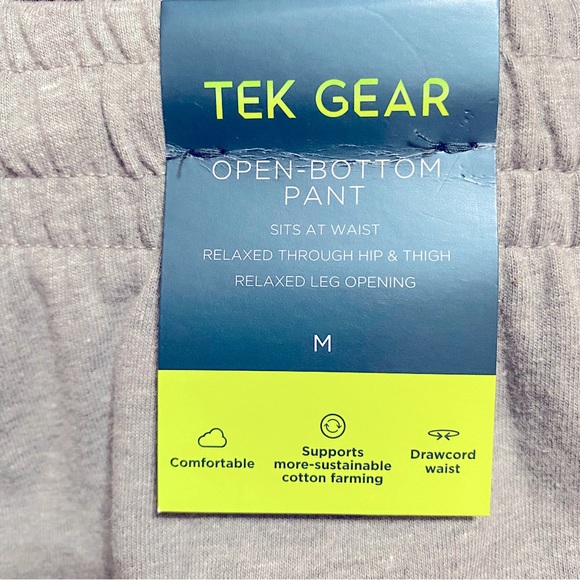 TEK GEAR
OPEN-BOTTOM
PANT
SITS AT WAIST
RELAXED THROUGH HIP & THIGH
RELAXED LEG OPENING
M
Comfortable
Supports
more-sustainable
cotton farming
Drawcord
waist